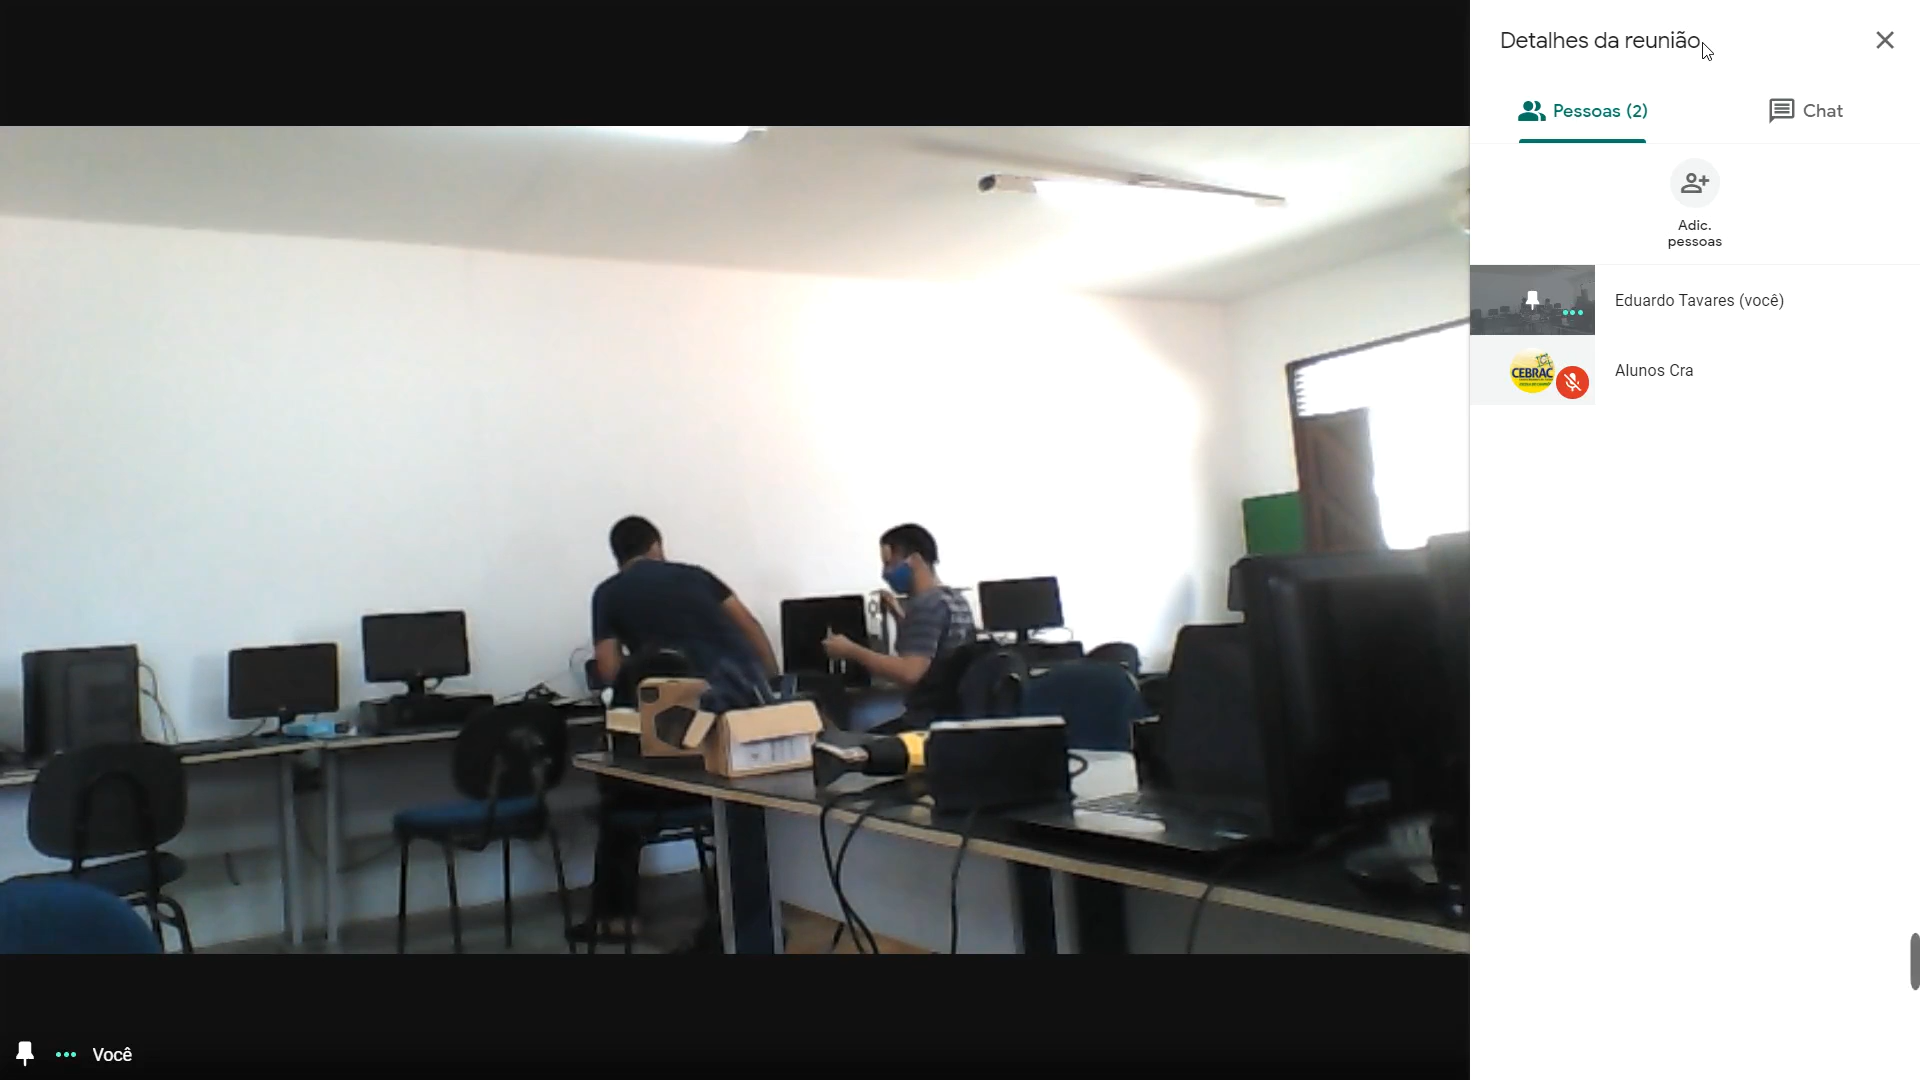 Detalhes da reunião
Pessoas (2)
Chat
Adic.
pessoas
Eduardo Tavares (você)
CEBRAC
Alunos Cra
Você